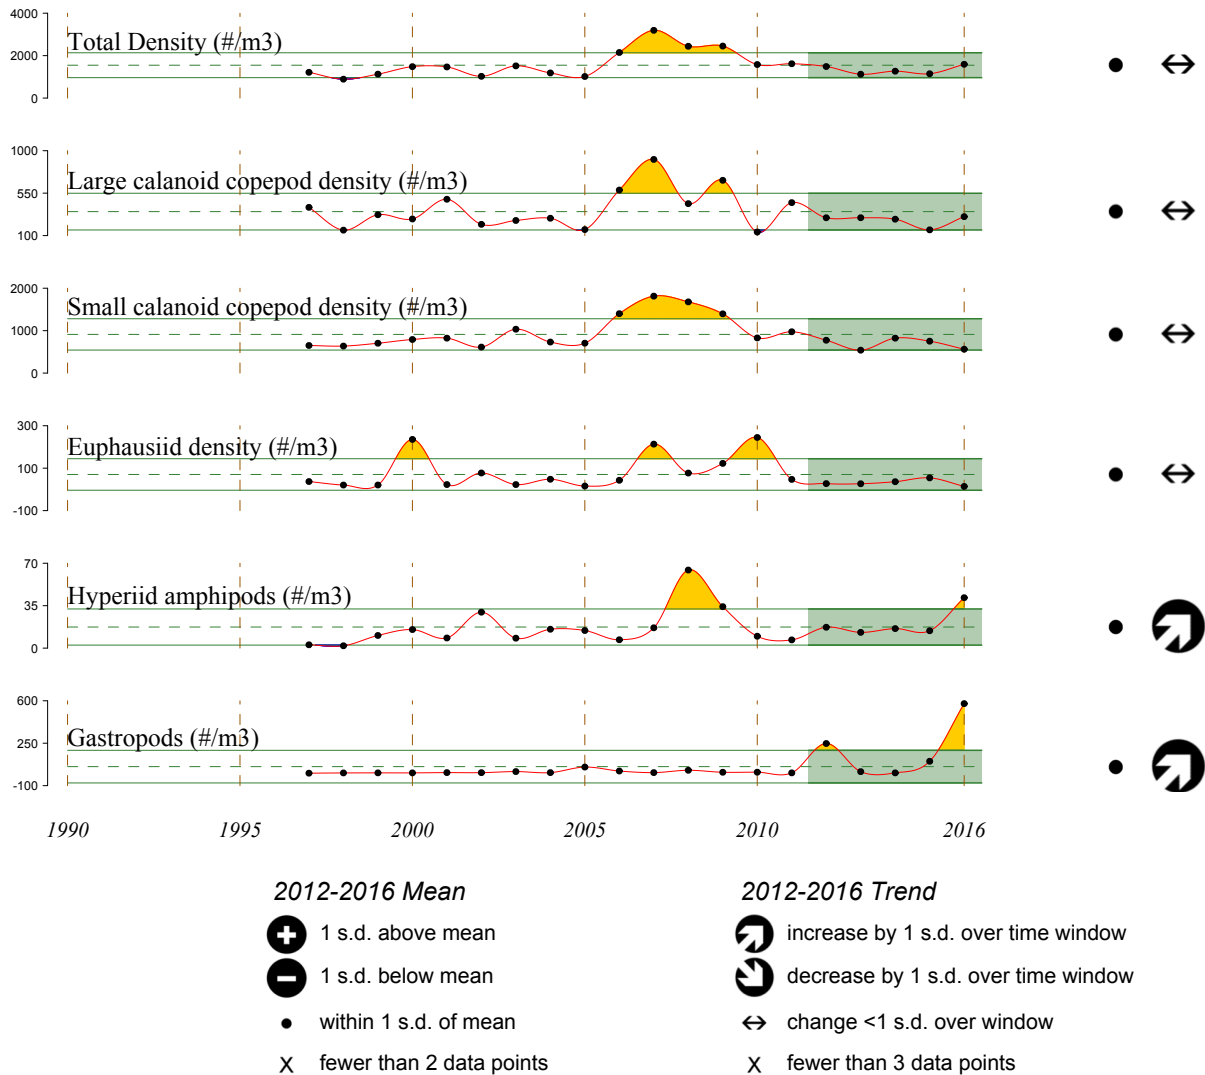 4000
Total Density (#/m3)
2000
0
1000
Large calanoid copepod density (#/m3)
550
100
2000
Small calanoid copepod density (#/m3)
1000
0
300
Euphausiid density (#/m3)
100
-100
70
Hyperiid amphipods (#/m3)
35
0
600
Gastropods (#/m3)
250
-100
1990 1995 2000 2005 2010 2016
2012-2016 Mean
1 s.d. above mean
1 s.d. below mean
within 1 s.d. of mean
x fewer than 2 data points
2012-2016 Trend
increase by 1 s.d. over time window
decrease by 1 s.d. over time window
change <1 s.d. over window
x fewer than 3 data points